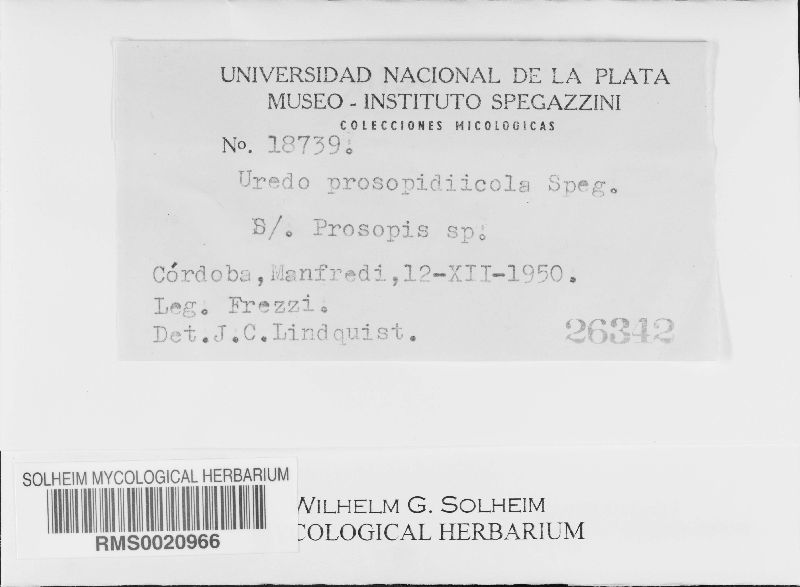 UNIVERSIDAD NACIONAL DE LA PLATA
MUSEO - INSTITUTO SPEGAZZINI
COLECCIONES MICOLOGICAS
No. 18739.
Uredo prosopidiicola Speg.
S/. Prosopis sp.
Córdoba, Manfredi, 12-XII-1950.
Leg. Frezzi.
Det. J. C. Lindquist.
26342
SOLHEIM MYCOLOGICAL HERBARIUM
RMS0020966
WILHELM G. SOLHEIM
COLOGICAL HERBARIUM